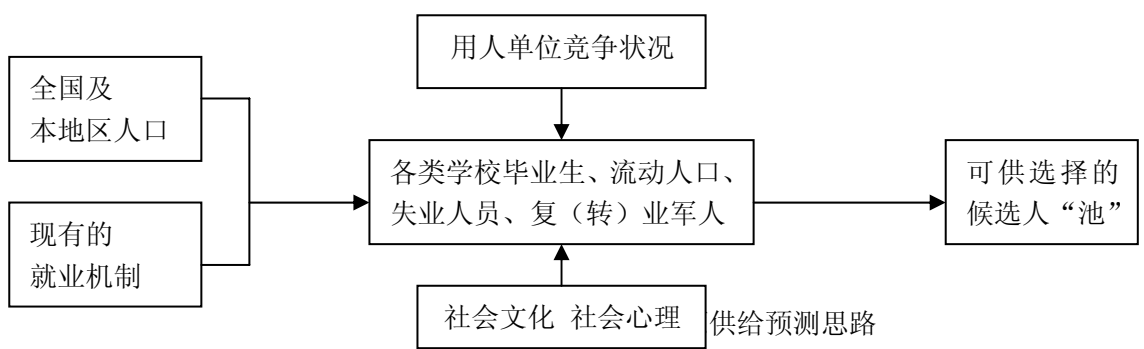 用人单位竞争状况
全国及
本地区人口
各类学校毕业生、流动人口、
失业人员、复（转）业军人
可供选择的
候选人“池”
现有的
就业机制
社会文化 社会心理
供给预测思路